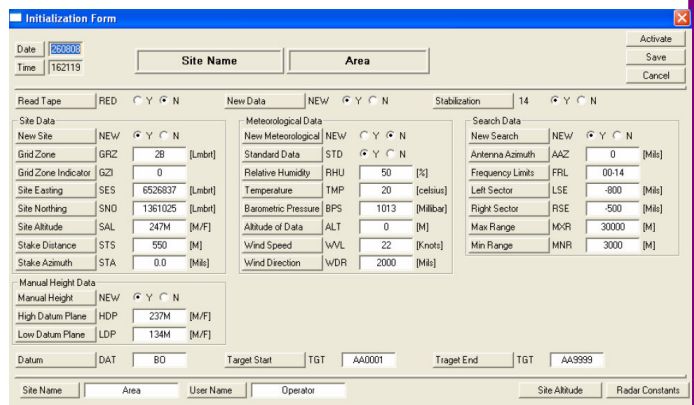 Initialization Form
Date 260808
Time 162119
Site Name Area
Activate
Save
Cancel
Read Tape RED Y N New Data NEW Y N Stabilization 14 Y N
Site Data
New Site NEW Y N
Grid Zone GRZ 2B [Lmbrt]
Grid Zone Indicator GZI 0
Site Easting SES 6526837 [Lmbrt]
Site Northing SNO 1361025 [Lmbrt]
Site Altitude SAL 247M [M/F]
Stake Distance STS 550 [M]
Stake Azimuth STA 0.0 [Mils]
Meteorological Data
New Meteorological NEW Y N
Standard Data STD Y N
Relative Humidity RHU 50 [%]
Temperature TMP 20 [celsius]
Barometric Pressure BPS 1013 [Millibar]
Altitude of Data ALT 0 [M]
Wind Speed WVL 22 [Knots]
Wind Direction WDR 2000 [Mils]
Search Data
New Search NEW Y N
Antenna Azimuth AAZ 0 [Mils]
Frequency Limits FRL 00-14
Left Sector LSE -800 [Mils]
Right Sector RSE -500 [Mils]
Max Range MXR 30000 [M]
Min Range MNR 3000 [M]
Manual Height Data
Manual Height NEW Y N
High Datum Plane HDP 237M [M/F]
Low Datum Plane LDP 134M [M/F]
Datum DAT BO Target Start TGT AA0001 Traget End TGT AA9999
Site Name Area User Name Operator Site Altitude Radar Constants